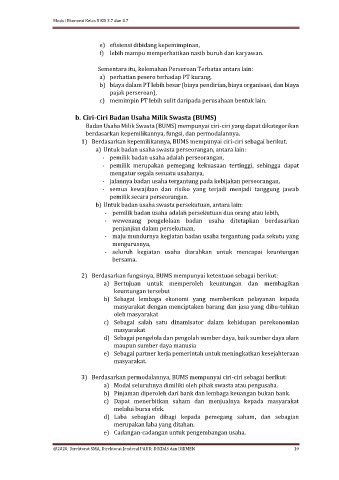 Modul Ekonomi Kelas X KD 3.7 dan 4.7
e) efisiensi dibidang kepemimpinan,
f) lebih mampu memperhatikan nasib buruh dan karyawan.
Sementara itu, kelemahan Perseroan Terbatas antara lain:
a) perhatian pesero terhadap PT kurang,
b) biaya dalam PT lebih besar (biaya pendirian, biaya organisasi, dan biaya
pajak perseroan),
c) memimpin PT lebih sulit daripada perusahaan bentuk lain.
b. Ciri-Ciri Badan Usaha Milik Swasta (BUMS)
Badan Usaha Milik Swasta (BUMS) mempunyai ciri-ciri yang dapat dikategorikan
berdasarkan kepemilikannya, fungsi, dan permodalannya.
1) Berdasarkan kepemilikannya, BUMS mempunyai ciri-ciri sebagai berikut.
a) Untuk badan usaha swasta perseorangan, antara lain:
- pemilik badan usaha adalah perseorangan,
- pemilik merupakan pemegang kekuasaan tertinggi, sehingga dapat
mengatur segala sesuatu usahanya,
- jalannya badan usaha tergantung pada kebijakan perseorangan,
- semua kewajiban dan risiko yang terjadi menjadi tanggung jawab
pemilik secara perseorangan.
b) Untuk badan usaha swasta persekutuan, antara lain:
- pemilik badan usaha adalah persekutuan dua orang atau lebih,
- wewenang pengelolaan badan usaha ditetapkan berdasarkan
perjanjian dalam persekutuan,
- maju mundurnya kegiatan badan usaha tergantung pada sekutu yang
mengurusnya,
- seluruh kegiatan usaha diarahkan untuk mencapai keuntungan
bersama.
2) Berdasarkan fungsinya, BUMS mempunyai ketentuan sebagai berikut:
a) Bertujuan untuk memperoleh keuntungan dan membagikan
keuntungan tersebut
b) Sebagai lembaga ekonomi yang memberikan pelayanan kepada
masyarakat dengan menciptakan barang dan jasa yang dibu-tuhkan
oleh masyarakat
c) Sebagai salah satu dinamisator dalam kehidupan perekonomian
masyarakat
d) Sebagai pengelola dan pengolah sumber daya, baik sumber daya alam
maupun sumber daya manusia
e) Sebagai partner kerja pemerintah untuk meningkatkan kesejahteraan
masyarakat.
3) Berdasarkan permodalannya, BUMS mempunyai ciri-ciri sebagai berikut:
a) Modal seluruhnya dimiliki oleh pihak swasta atau pengusaha.
b) Pinjaman diperoleh dari bank dan lembaga keuangan bukan bank.
c) Dapat menerbitkan saham dan menjualnya kepada masyarakat
melalui bursa efek.
d) Laba sebagian dibagi kepada pemegang saham, dan sebagian
merupakan laba yang ditahan.
e) Cadangan-cadangan untuk pengembangan usaha.
@2020, Direktorat SMA, Direktorat Jenderal PAUD, DIKDAS dan DIKMEN 19